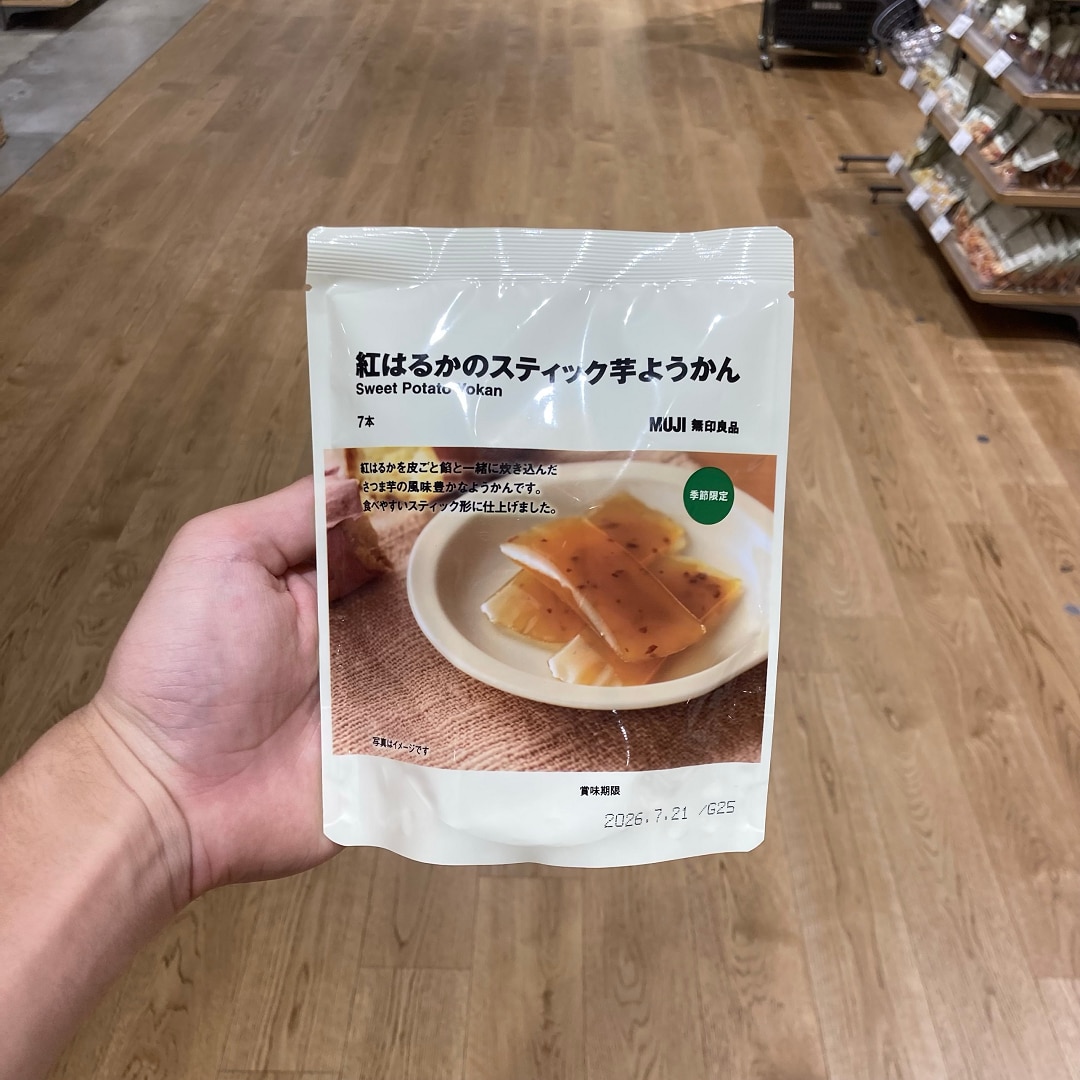 紅はるかのスティック芋ようかん
Sweet Potato Yokan
7本
MUJI 無印良品
紅はるかを皮ごと餡と一緒に炊き込んだ
さつま芋の風味豊かなようかんです。
食べやすいスティック形に仕上げました。
季節限定
写真はイメージです
賞味期限
2026.7.21 /G25